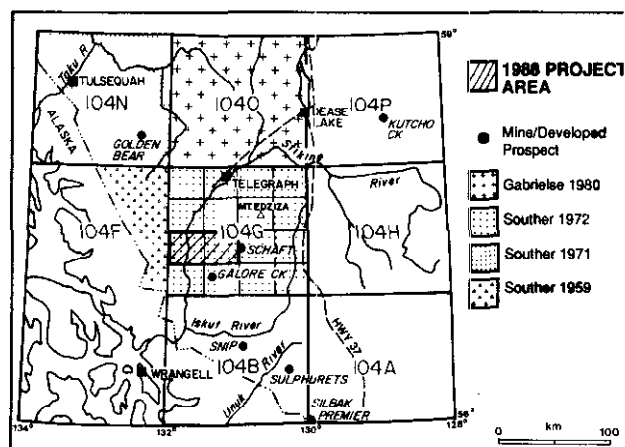 59°
Taku R
TULSEQUAH
104N
104O
104P
DEASE
LAKE
KUTCHO
CK
GOLDEN
BEAR
ALASKA
Stikine
River
TELEGRAPH
MT EDZIZA
104F
104G
104H
SCHAFT
GALORE CK
Iskut River
SNIP
104B
WRANGELL
Unuk River
SULPHURETS
HWY 37
104A
SILBAK
PREMIER
134
132
130
128
56°
1988 PROJECT
AREA
Mine/Developed
Prospect
Gabrielse 1980
Souther 1972
Souther 1971
Souther 1959
km
0 100